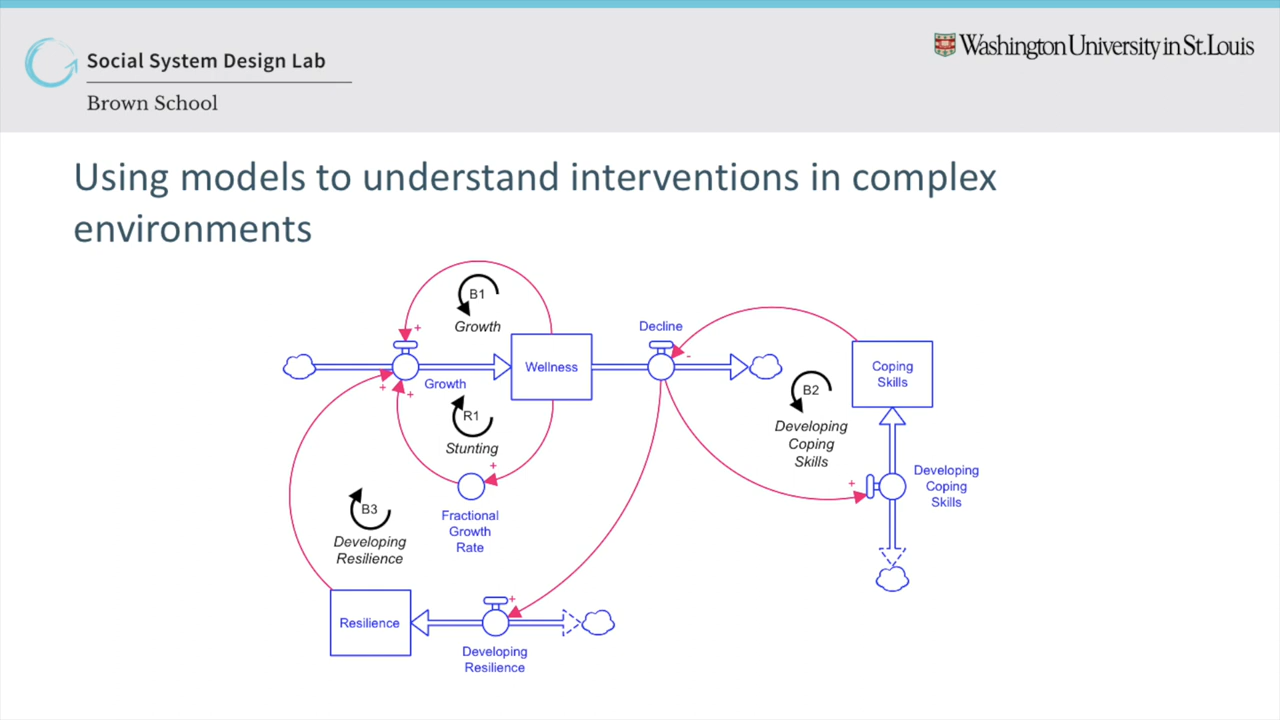 Social System Design Lab
Brown School
Washington University in St. Louis
Using models to understand interventions in complex
environments
B1
Growth
+
Growth
Wellness
Decline
-
Coping
Skills
B2
Developing
Coping
Skills
+
+
R1
Stunting
+
Fractional
Growth
Rate
+
Developing
Coping
Skills
B3
Developing
Resilience
Resilience
+
Developing
Resilience